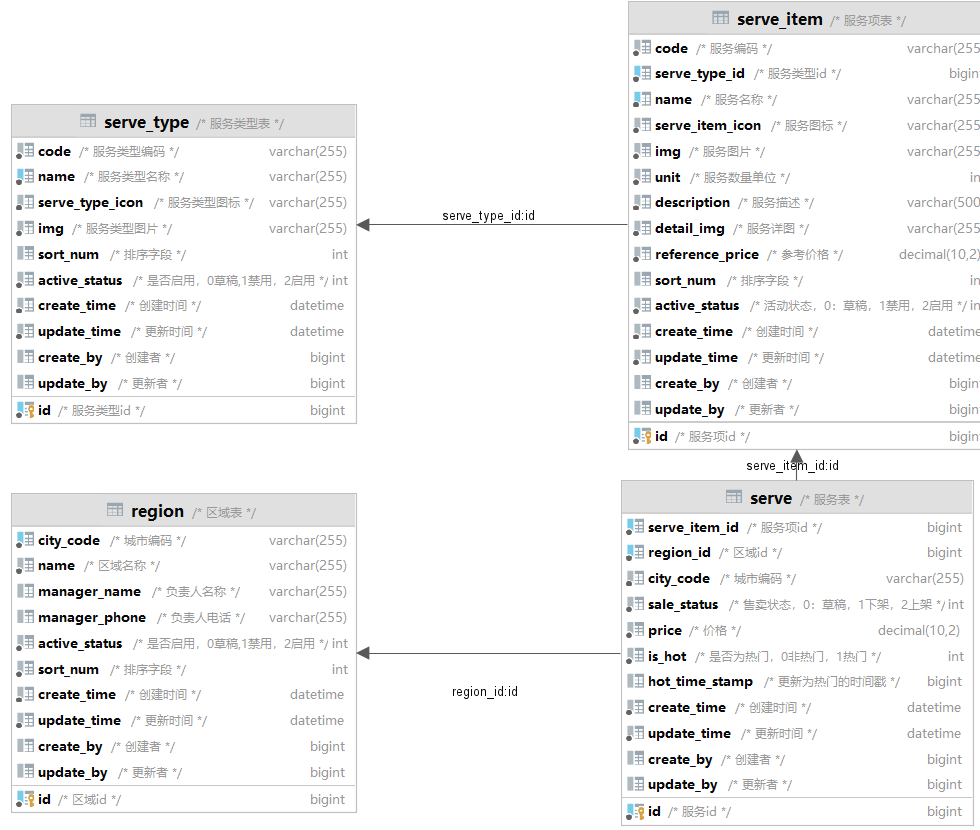 serve_item /* 服务项表 */
code /* 服务编码 */ varchar(255
serve_type_id /* 服务类型id */ bigin
name /* 服务名称 */ varchar(255
serve_item_icon /* 服务图标 */ varchar(255
img /* 服务图片 */ varchar(255
unit /* 服务数量单位 */ in
description /* 服务描述 */ varchar(500
detail_img /* 服务详图 */ varchar(255
reference_price /* 参考价格 */ decimal(10,2)
sort_num /* 排序字段 */ in
active_status /* 活动状态，0：草稿，1禁用，2启用 */ in
create_time /* 创建时间 */ datetime
update_time /* 更新时间 */ datetime
create_by /* 创建者 */ bigin
update_by /* 更新者 */ bigin
id /* 服务项id */ bigin
serve_type /* 服务类型表 */
code /* 服务类型编码 */ varchar(255)
name /* 服务类型名称 */ varchar(255)
serve_type_icon /* 服务类型图标 */ varchar(255)
img /* 服务类型图片 */ varchar(255)
sort_num /* 排序字段 */ int
active_status /* 是否启用，0草稿,1禁用，2启用 */ int
create_time /* 创建时间 */ datetime
update_time /* 更新时间 */ datetime
create_by /* 创建者 */ bigint
update_by /* 更新者 */ bigint
id /* 服务类型id */ bigint
serve_type_id:id
serve_item_id:id
region /* 区域表 */
city_code /* 城市编码 */ varchar(255)
name /* 区域名称 */ varchar(255)
manager_name /* 负责人名称 */ varchar(255)
manager_phone /* 负责人电话 */ varchar(255)
active_status /* 是否启用，0草稿,1禁用，2启用 */ int
sort_num /* 排序字段 */ int
create_time /* 创建时间 */ datetime
update_time /* 更新时间 */ datetime
create_by /* 创建者 */ bigint
update_by /* 更新者 */ bigint
id /* 区域id */ bigint
region_id:id
serve /* 服务表 */
serve_item_id /* 服务项id */ bigint
region_id /* 区域id */ bigint
city_code /* 城市编码 */ varchar(255)
sale_status /* 售卖状态，0：草稿，1下架，2上架 */ int
price /* 价格 */ decimal(10,2)
is_hot /* 是否为热门，0非热门，1热门 */ int
hot_time_stamp /* 更新为热门的时间戳 */ bigint
create_time /* 创建时间 */ datetime
update_time /* 更新时间 */ datetime
create_by /* 创建者 */ bigint
update_by /* 更新者 */ bigint
id /* 服务id */ bigint